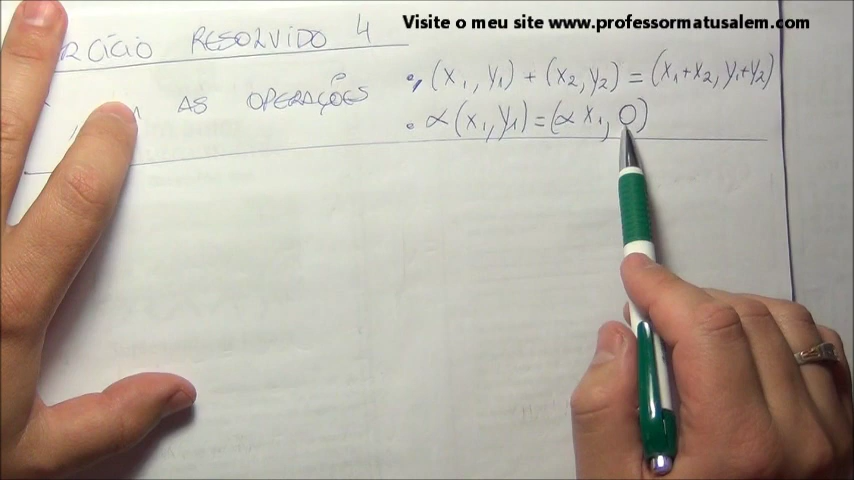 Visite o meu site www.professormatusalem.com
RCÍCIO RESOLVIDO 4
• (x₁, y₁) + (x₂, y₂) = (x₁+x₂, y₁+y₂)
AS OPERAÇÕES
• α(x₁, y₁) = (αx₁, 0)